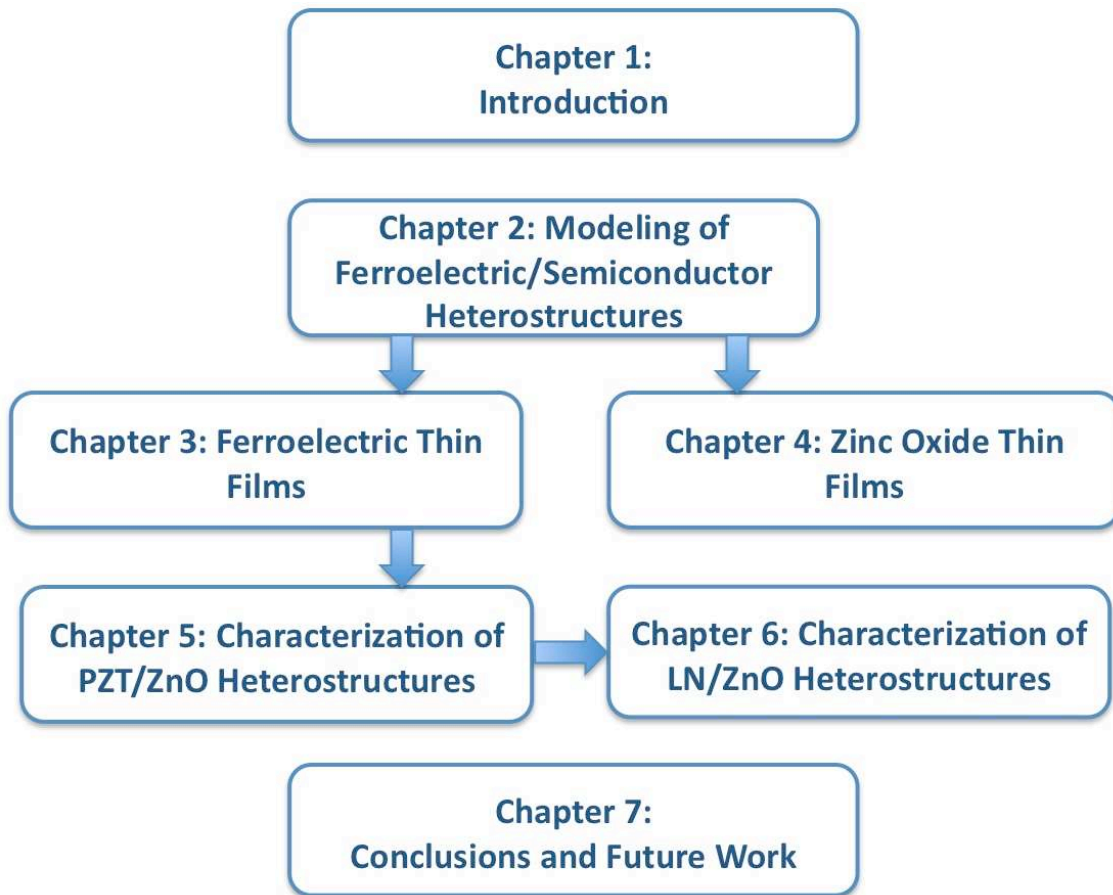 Chapter 1:
Introduction
Chapter 2: Modeling of
Ferroelectric/Semiconductor
Heterostructures
Chapter 3: Ferroelectric Thin
Films
Chapter 4: Zinc Oxide Thin
Films
Chapter 5: Characterization of
PZT/ZnO Heterostructures
Chapter 6: Characterization of
LN/ZnO Heterostructures
Chapter 7:
Conclusions and Future Work